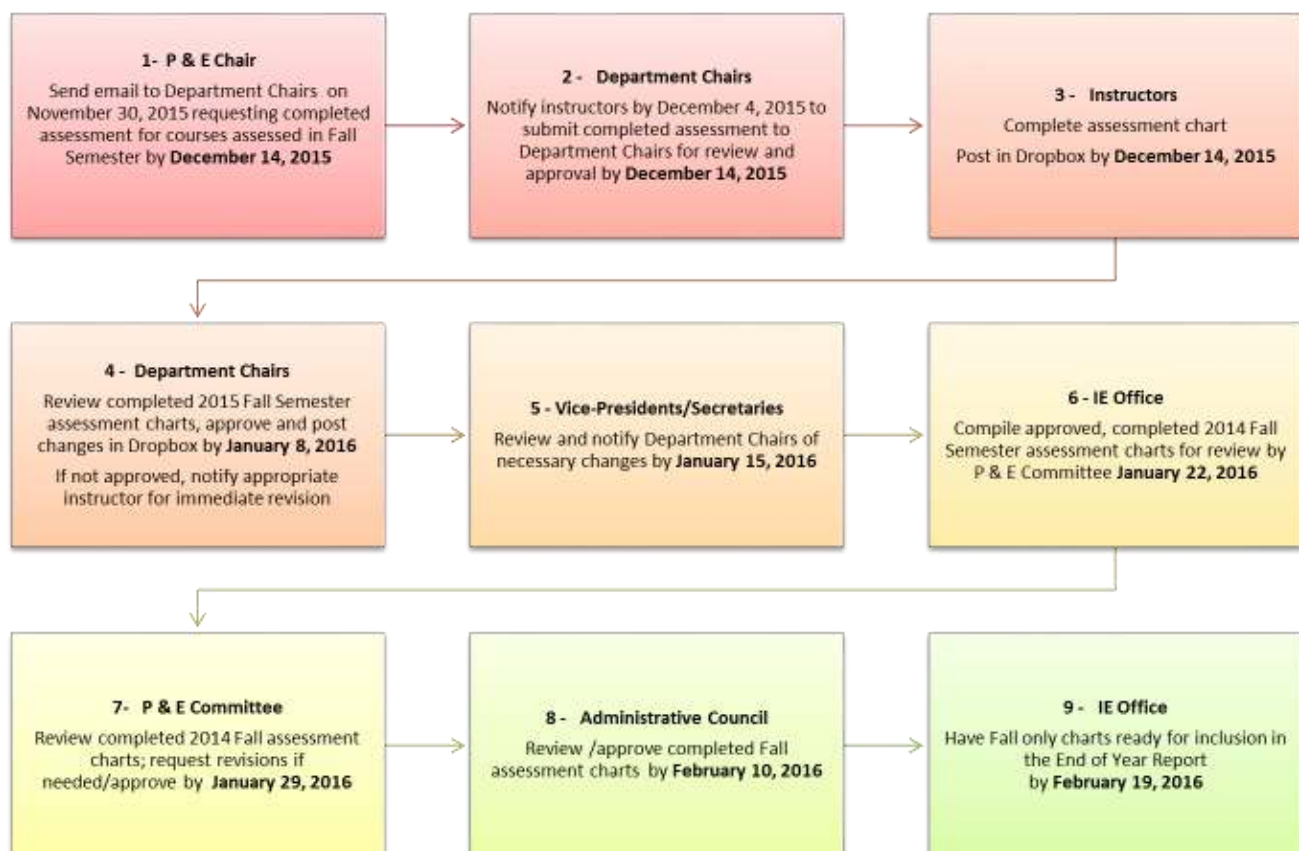 1- P & E Chair
Send email to Department Chairs on
November 30, 2015 requesting completed
assessment for courses assessed in Fall
Semester by December 14, 2015
2 - Department Chairs
Notify instructors by December 4, 2015 to
submit completed assessment to
Department Chairs for review and
approval by December 14, 2015
3 - Instructors
Complete assessment chart
Post in Dropbox by December 14, 2015
4 - Department Chairs
Review completed 2015 Fall Semester
assessment charts, approve and post
changes in Dropbox by January 8, 2016
If not approved, notify appropriate
instructor for immediate revision
5 - Vice-Presidents/Secretaries
Review and notify Department Chairs of
necessary changes by January 15, 2016
6 - IE Office
Compile approved, completed 2014 Fall
Semester assessment charts for review by
P & E Committee January 22, 2016
7- P & E Committee
Review completed 2014 Fall assessment
charts; request revisions if
needed/approve by January 29, 2016
8 - Administrative Council
Review /approve completed Fall
assessment charts by February 10, 2016
9 - IE Office
Have Fall only charts ready for inclusion in
the End of Year Report
by February 19, 2016